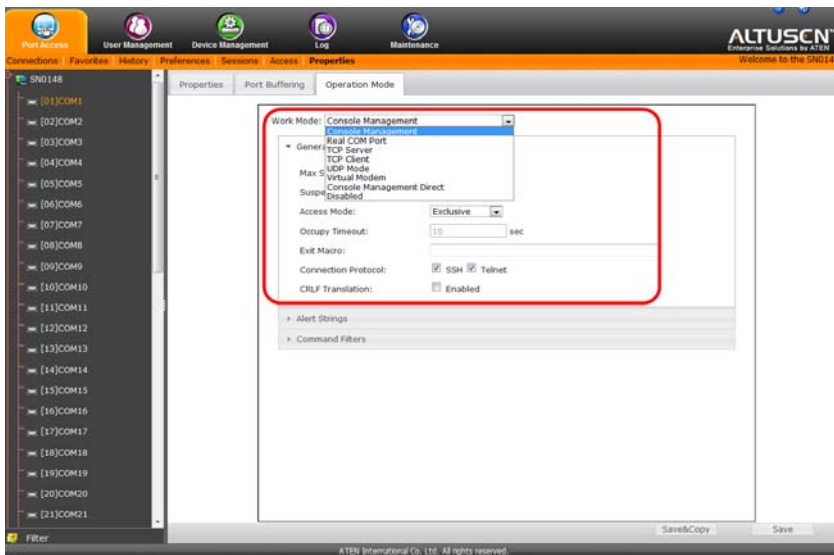 Port Access User Management Device Management Log Maintenance
ALTUSEN™
Enterprise Solutions by ATEN
Connections Favorites History Preferences Sessions Access Properties
Welcome to the SN014
SN0148
[01]COM1
[02]COM2
[03]COM3
[04]COM4
[05]COM5
[06]COM6
[07]COM7
[08]COM8
[09]COM9
[10]COM10
[11]COM11
[12]COM12
[13]COM13
[14]COM14
[15]COM15
[16]COM16
[17]COM17
[18]COM18
[19]COM19
[20]COM20
[21]COM21
Filter
Properties Port Buffering Operation Mode
Work Mode: Console Management
Console Management
Real COM Port
TCP Server
TCP Client
UDP Mode
Virtual Modem
Console Management Direct
Disabled
Genera
Max S
Suspe
Access Mode: Exclusive
Occupy Timeout: 10 sec
Exit Macro:
Connection Protocol: SSH Telnet
CRLF Translation: Enabled
Alert Strings
Command Filters
Save&Copy Save
ATEN International Co. Ltd. All rights reserved.